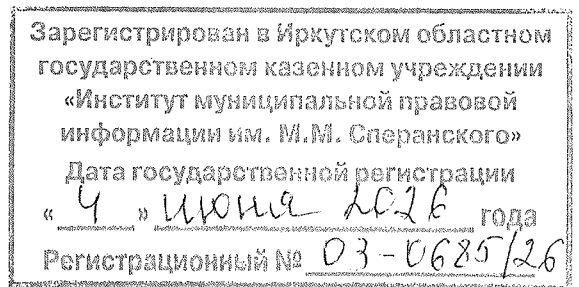 Зарегистрирован в Иркутском областном
государственном казенном учреждении
«Институт муниципальной правовой
информации им. М.М. Сперанского»
Дата государственной регистрации
« 4 » июня 2026 года
Регистрационный № 03-0685/26